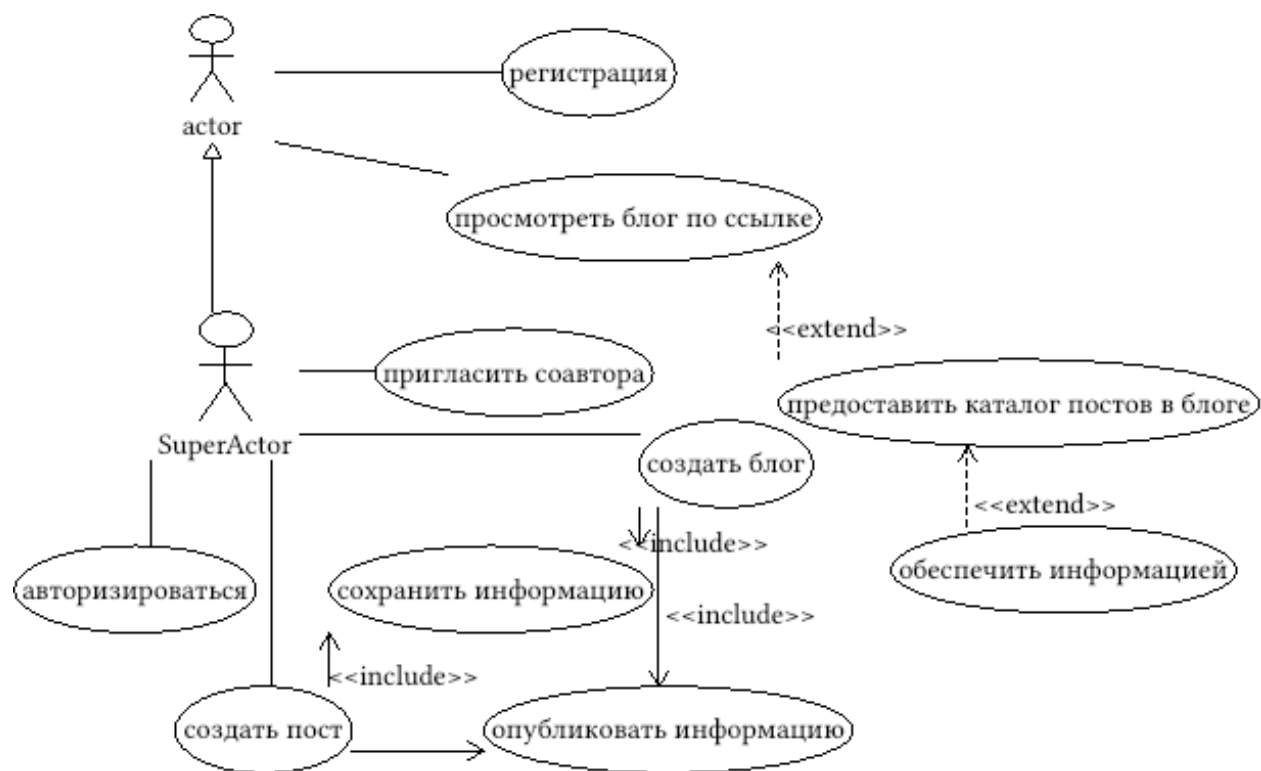 регистрация
actor
просмотреть блог по ссылке
<<extend>>
пригласить соавтора
предоставить каталог постов в блоге
SuperActor
создать блог
<<extend>>
<<include>>
авторизироваться
сохранить информацию
обеспечить информацией
<<include>>
<<include>>
создать пост
опубликовать информацию